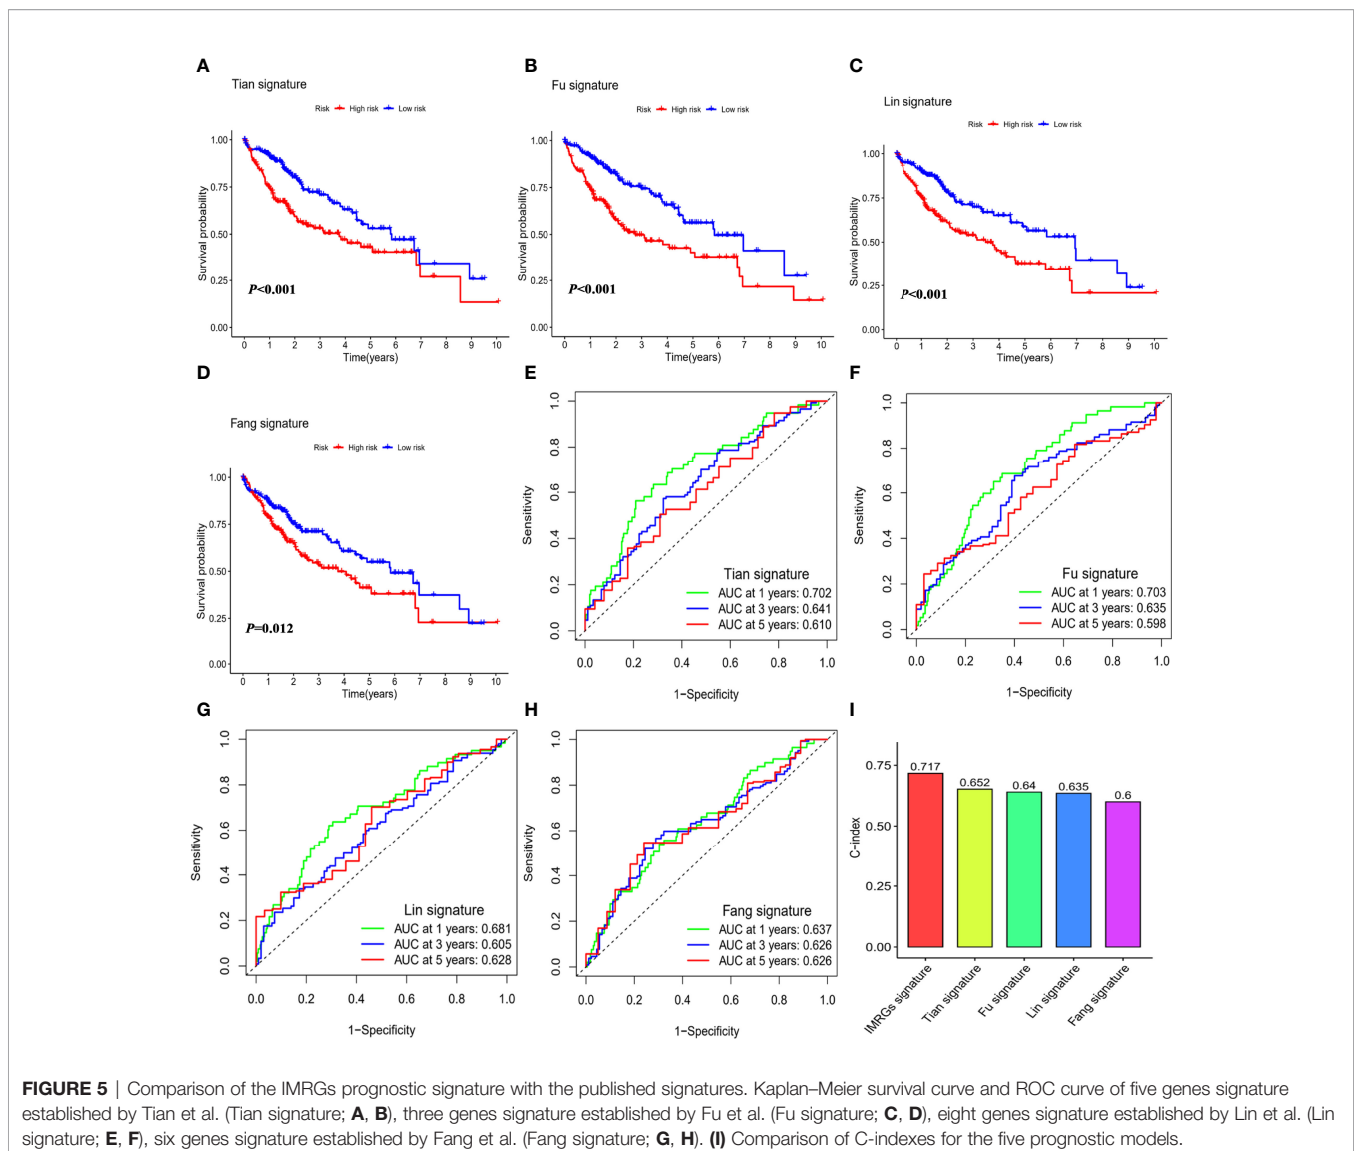 A
Tian signature
Risk High risk Low risk
Survival probability
1.00
0.75
0.50
0.25
0.00
P<0.001
0 1 2 3 4 5 6 7 8 9 10
Time(years)
B
Fu signature
Risk High risk Low risk
Survival probability
1.00
0.75
0.50
0.25
0.00
P<0.001
0 1 2 3 4 5 6 7 8 9 10
Time(years)
C
Lin signature
Risk High risk Low risk
Survival probability
1.00
0.75
0.50
0.25
0.00
P<0.001
0 1 2 3 4 5 6 7 8 9 10
Time(years)
D
Fang signature
Risk High risk Low risk
Survival probability
1.00
0.75
0.50
0.25
0.00
P=0.012
0 1 2 3 4 5 6 7 8 9 10
Time(years)
E
Sensitivity
1.0
0.8
0.6
0.4
0.2
0.0
Tian signature
AUC at 1 years: 0.702
AUC at 3 years: 0.641
AUC at 5 years: 0.610
0.0 0.2 0.4 0.6 0.8 1.0
1−Specificity
F
Sensitivity
1.0
0.8
0.6
0.4
0.2
0.0
Fu signature
AUC at 1 years: 0.703
AUC at 3 years: 0.635
AUC at 5 years: 0.598
0.0 0.2 0.4 0.6 0.8 1.0
1−Specificity
G
Sensitivity
1.0
0.8
0.6
0.4
0.2
0.0
Lin signature
AUC at 1 years: 0.681
AUC at 3 years: 0.605
AUC at 5 years: 0.628
0.0 0.2 0.4 0.6 0.8 1.0
1−Specificity
H
Sensitivity
1.0
0.8
0.6
0.4
0.2
0.0
Fang signature
AUC at 1 years: 0.637
AUC at 3 years: 0.626
AUC at 5 years: 0.626
0.0 0.2 0.4 0.6 0.8 1.0
1−Specificity
I
C−index
0.75
0.50
0.25
0.00
0.717
0.652
0.64
0.635
0.6
IMRGs signature
Tian signature
Fu signature
Lin signature
Fang signature
FIGURE 5 | Comparison of the IMRGs prognostic signature with the published signatures. Kaplan–Meier survival curve and ROC curve of five genes signature
established by Tian et al. (Tian signature; A, B), three genes signature established by Fu et al. (Fu signature; C, D), eight genes signature established by Lin et al. (Lin
signature; E, F), six genes signature established by Fang et al. (Fang signature; G, H). (I) Comparison of C-indexes for the five prognostic models.